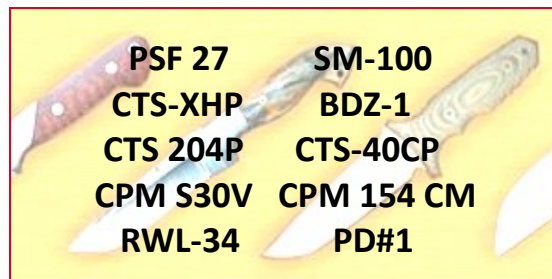 PSF 27 SM-100
CTS-XHP BDZ-1
CTS 204P CTS-40CP
CPM S30V CPM 154 CM
RWL-34 PD#1